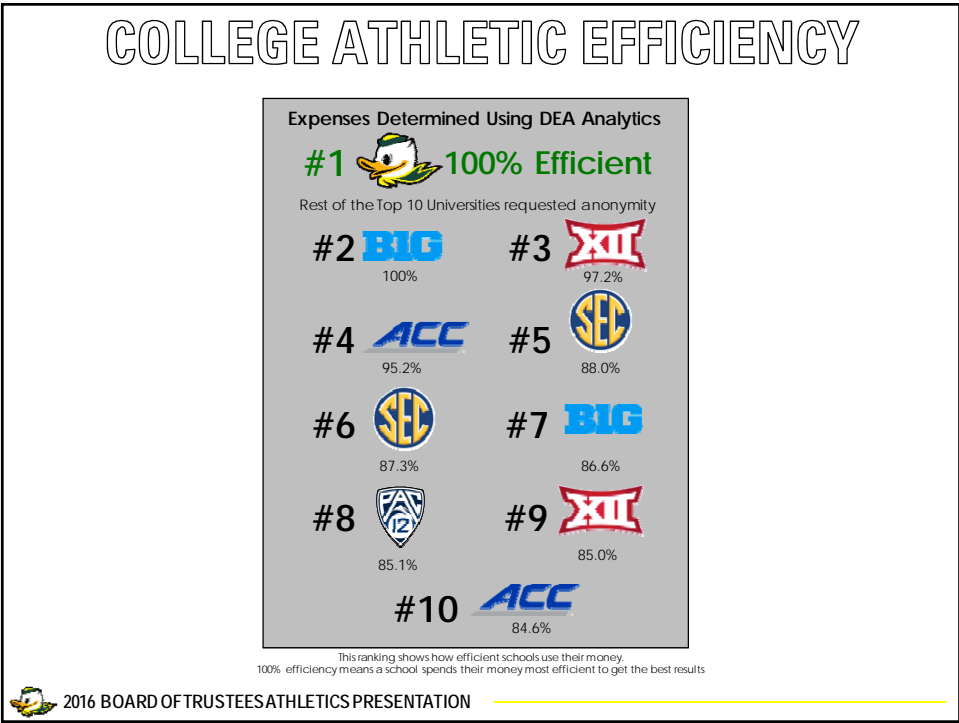 COLLEGE ATHLETIC EFFICIENCY
Expenses Determined Using DEA Analytics
#1 100% Efficient
Rest of the Top 10 Universities requested anonymity
#2 B1G
100%
#3 XII
97.2%
#4 ACC
95.2%
#5 SEC
88.0%
#6 SEC
87.3%
#7 B1G
86.6%
#8 PAC 12
85.1%
#9 XII
85.0%
#10 ACC
84.6%
This ranking shows how efficient schools use their money.
100% efficiency means a school spends their money most efficient to get the best results
2016 BOARD OF TRUSTEES ATHLETICS PRESENTATION